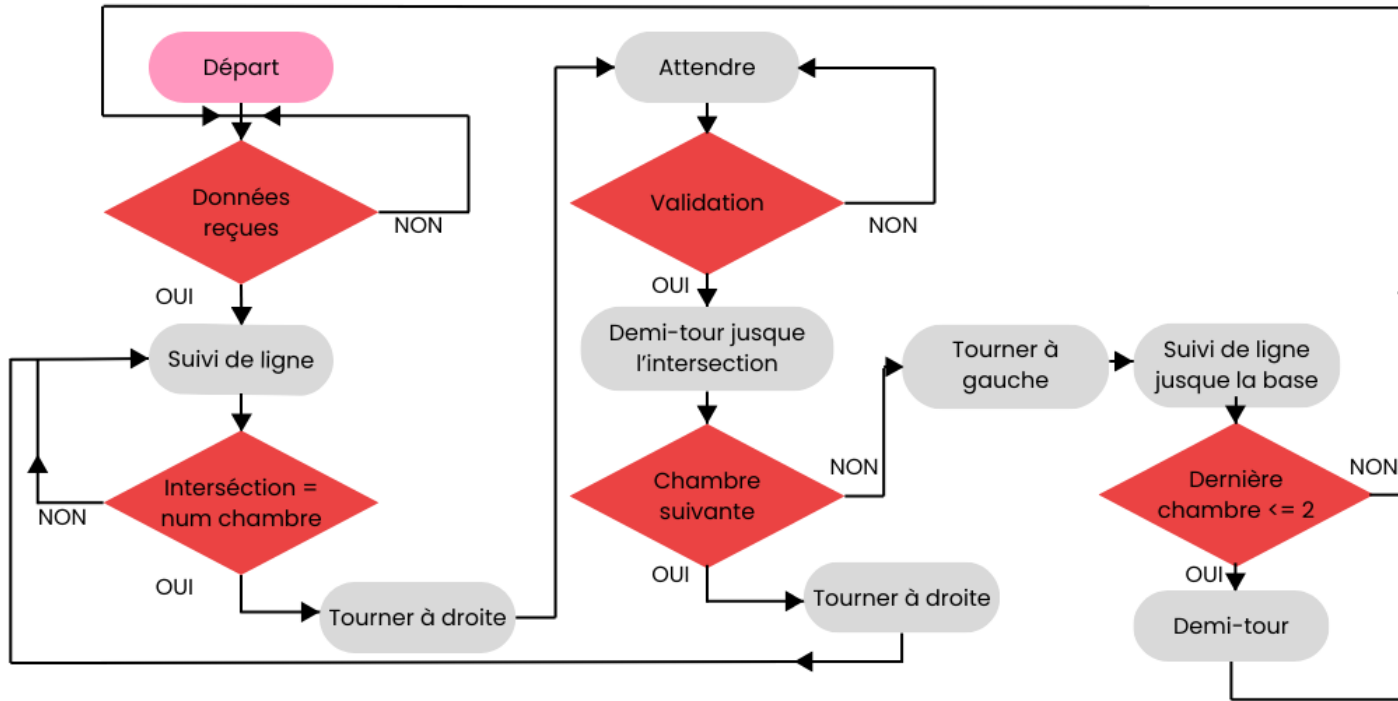 Départ
Données
reçues
NON
OUI
Suivi de ligne
Interséction =
num chambre
NON
OUI
Tourner à droite
Attendre
Validation
NON
OUI
Demi-tour jusque
l'intersection
Chambre
suivante
NON
OUI
Tourner à droite
Tourner à
gauche
Suivi de ligne
jusque la base
Dernière
chambre <= 2
NON
OUI
Demi-tour